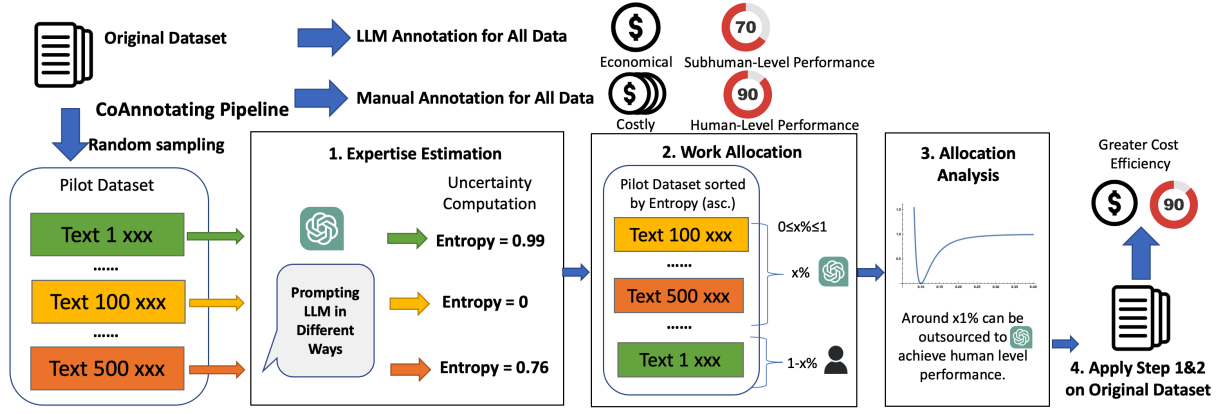 Original Dataset
LLM Annotation for All Data
Economical
70
Subhuman-Level Performance
Manual Annotation for All Data
Costly
90
Human-Level Performance
CoAnnotating Pipeline
Random sampling
Pilot Dataset
Text 1 xxx
......
Text 100 xxx
......
Text 500 xxx
1. Expertise Estimation
Uncertainty
Computation
Prompting
LLM in
Different
Ways
Entropy = 0.99
Entropy = 0
Entropy = 0.76
2. Work Allocation
Pilot Dataset sorted
by Entropy (asc.)
Text 100 xxx
......
Text 500 xxx
......
Text 1 xxx
0≤x%≤1
x%
1-x%
3. Allocation
Analysis
Around x1% can be
outsourced to
achieve human level
performance.
Greater Cost
Efficiency
$
90
4. Apply Step 1&2
on Original Dataset